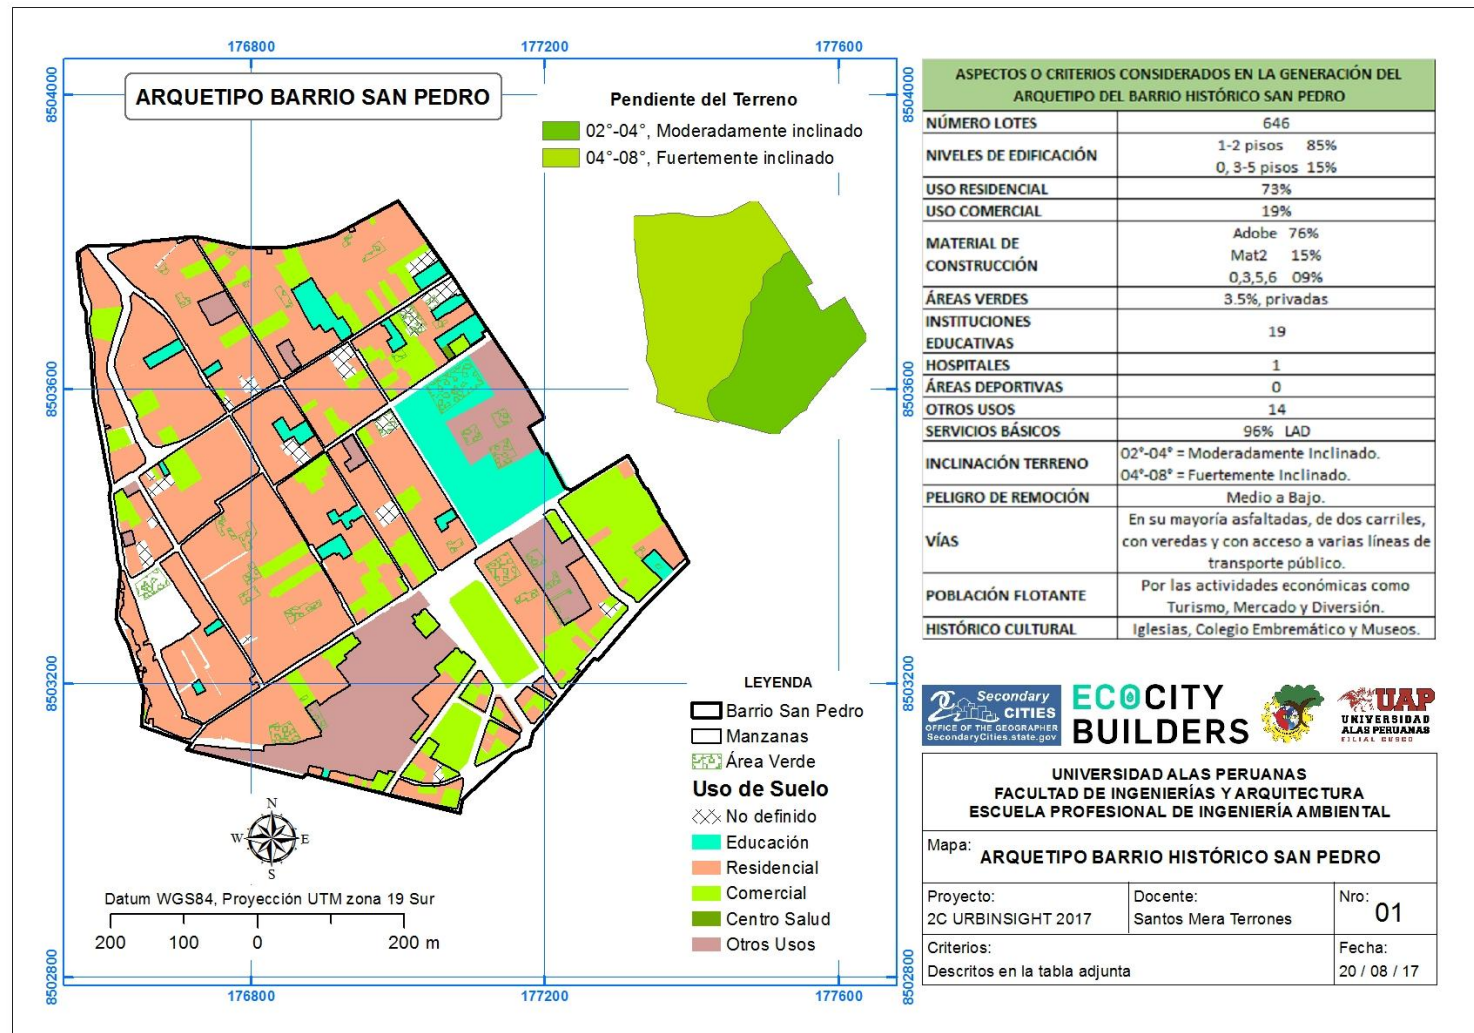 176800
177200
177600
8504000
8503600
8503200
8502800
ARQUETIPO BARRIO SAN PEDRO
Pendiente del Terreno
02°-04°, Moderadamente inclinado
04°-08°, Fuertemente inclinado
LEYENDA
Barrio San Pedro
Manzanas
Área Verde
Uso de Suelo
No definido
Educación
Residencial
Comercial
Centro Salud
Otros Usos
N
W
E
S
Datum WGS84, Proyección UTM zona 19 Sur
200 100 0 200 m
8504000
8503600
8503200
8502800
176800
177200
177600
ASPECTOS O CRITERIOS CONSIDERADOS EN LA GENERACIÓN DEL
ARQUETIPO DEL BARRIO HISTÓRICO SAN PEDRO
NÚMERO LOTES 646
NIVELES DE EDIFICACIÓN
1-2 pisos 85%
0, 3-5 pisos 15%
USO RESIDENCIAL 73%
USO COMERCIAL 19%
MATERIAL DE
CONSTRUCCIÓN
Adobe 76%
Mat2 15%
0,3,5,6 09%
ÁREAS VERDES 3.5%, privadas
INSTITUCIONES
EDUCATIVAS
19
HOSPITALES 1
ÁREAS DEPORTIVAS 0
OTROS USOS 14
SERVICIOS BÁSICOS 96% LAD
INCLINACIÓN TERRENO
02°-04° = Moderadamente Inclinado.
04°-08° = Fuertemente Inclinado.
PELIGRO DE REMOCIÓN Medio a Bajo.
VÍAS
En su mayoría asfaltadas, de dos carriles,
con veredas y con acceso a varias líneas de
transporte público.
POBLACIÓN FLOTANTE
Por las actividades económicas como
Turismo, Mercado y Diversión.
HISTÓRICO CULTURAL Iglesias, Colegio Embremático y Museos.
2C
Secondary
CITIES
OFFICE OF THE GEOGRAPHER
SecondaryCities.state.gov
ECOCITY
BUILDERS
UAP
UNIVERSIDAD
ALAS PERUANAS
FILIAL CUSCO
UNIVERSIDAD ALAS PERUANAS
FACULTAD DE INGENIERÍAS Y ARQUITECTURA
ESCUELA PROFESIONAL DE INGENIERÍA AMBIENTAL
Mapa: ARQUETIPO BARRIO HISTÓRICO SAN PEDRO
Proyecto:
2C URBINSIGHT 2017
Docente:
Santos Mera Terrones
Nro:
01
Criterios:
Descritos en la tabla adjunta
Fecha:
20 / 08 / 17